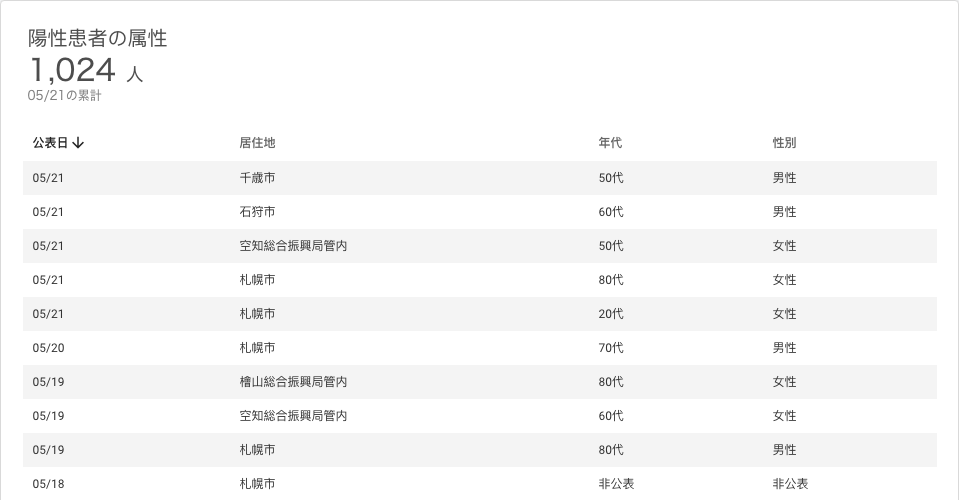 陽性患者の属性
1,024 人
05/21の累計
公表日↓ 居住地 年代 性別
05/21 千歳市 50代 男性
05/21 石狩市 60代 男性
05/21 空知総合振興局管内 50代 女性
05/21 札幌市 80代 女性
05/21 札幌市 20代 女性
05/20 札幌市 70代 男性
05/19 檜山総合振興局管内 80代 女性
05/19 空知総合振興局管内 60代 女性
05/19 札幌市 80代 男性
05/18 札幌市 非公表 非公表